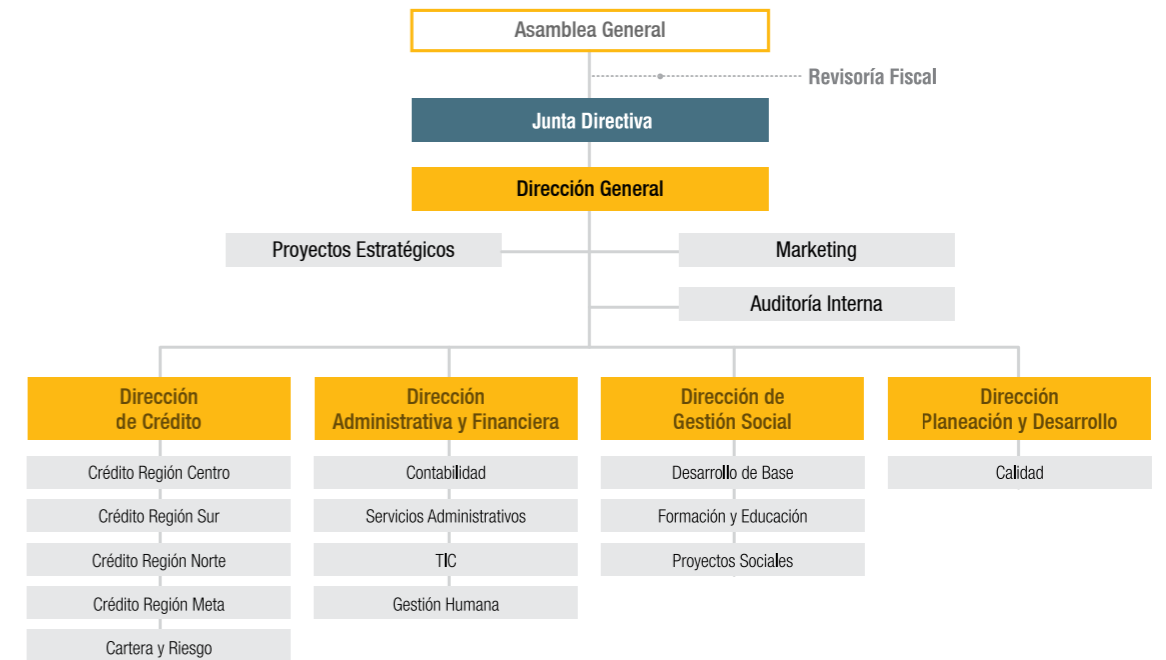 Asamblea General
Revisoría Fiscal
Junta Directiva
Dirección General
Proyectos Estratégicos
Marketing
Auditoría Interna
Dirección
de Crédito
Crédito Región Centro
Crédito Región Sur
Crédito Región Norte
Crédito Región Meta
Cartera y Riesgo
Dirección
Administrativa y Financiera
Contabilidad
Servicios Administrativos
TIC
Gestión Humana
Dirección de
Gestión Social
Desarrollo de Base
Formación y Educación
Proyectos Sociales
Dirección
Planeación y Desarrollo
Calidad